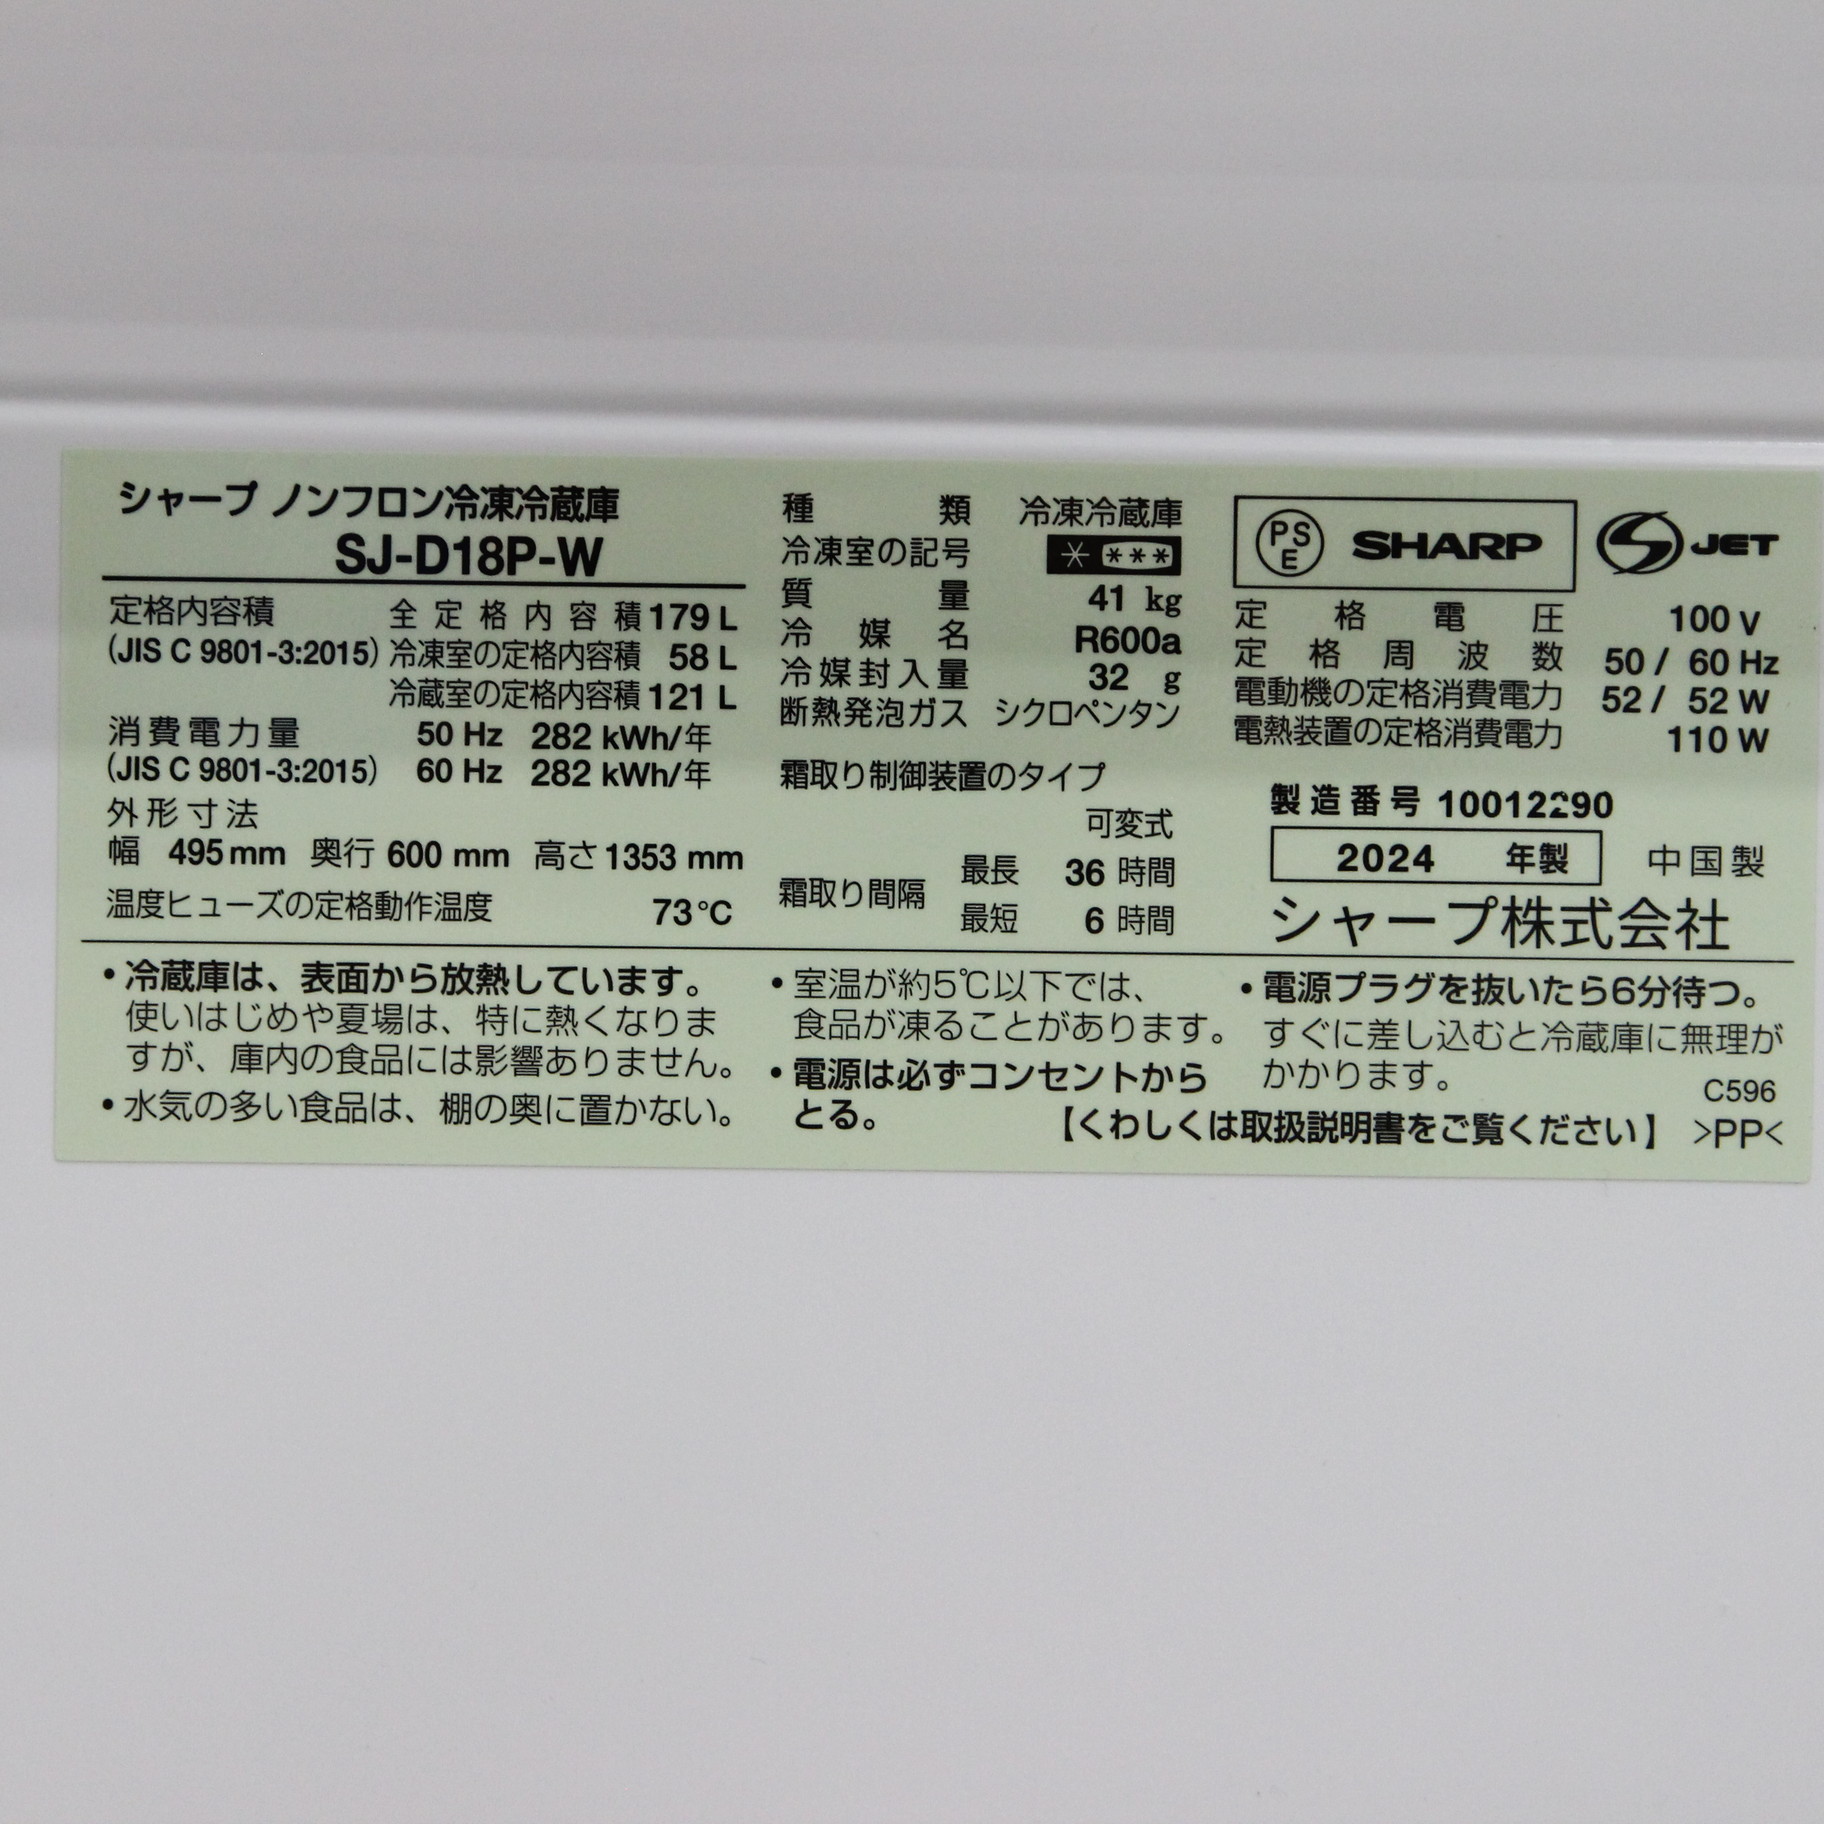 シャープ ノンフロン冷凍冷蔵庫
SJ-D18P-W
定格内容積 全定格内容積 179 L
(JIS C 9801-3:2015) 冷凍室の定格内容積 58 L
冷蔵室の定格内容積 121 L
消費電力量 50 Hz 282 kWh/年
(JIS C 9801-3:2015) 60 Hz 282 kWh/年
外形寸法
幅 495 mm 奥行 600 mm 高さ 1353 mm
温度ヒューズの定格動作温度 73℃
種類 冷凍冷蔵庫
冷凍室の記号 * ***
質量 41 kg
冷媒名 R600a
冷媒封入量 32 g
断熱発泡ガス シクロペンタン
霜取り制御装置のタイプ
可変式
霜取り間隔 最長 36 時間
最短 6 時間
PSE SHARP JET
定格電圧 100 V
定格周波数 50 / 60 Hz
電動機の定格消費電力 52 / 52 W
電熱装置の定格消費電力 110 W
製造番号 10012290
2024 年製 中国製
シャープ株式会社
・冷蔵庫は、表面から放熱しています。
使いはじめや夏場は、特に熱くなりま
すが、庫内の食品には影響ありません。
・水気の多い食品は、棚の奥に置かない。
・室温が約5℃以下では、
食品が凍ることがあります。
・電源は必ずコンセントから
とる。
・電源プラグを抜いたら6分待つ。
すぐに差し込むと冷蔵庫に無理が
かかります。
C596
【くわしくは取扱説明書をご覧ください】 >PP<